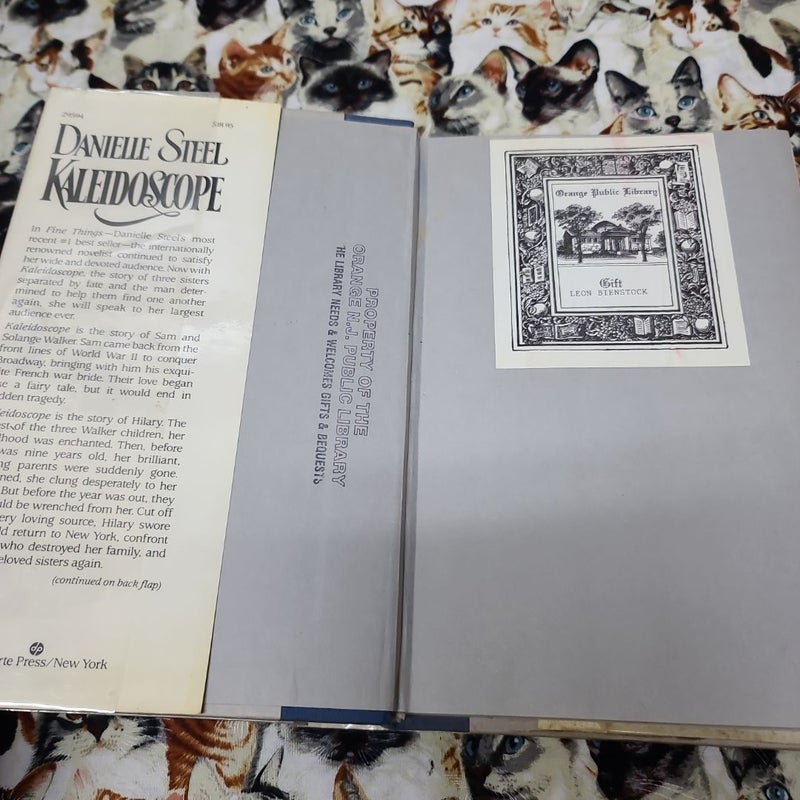 29594
$18.95
DANIELLE STEEL
KALEIDOSCOPE
In Fine Things—Danielle Steel's most
recent #1 best seller—the internationally
renowned novelist continued to satisfy
her wide and devoted audience. Now with
Kaleidoscope, the story of three sisters
separated by fate and the man deter-
mined to help them find one another
again, she will speak to her largest
audience ever.
Kaleidoscope is the story of Sam and
Solange Walker. Sam came back from the
front lines of World War II to conquer
Broadway, bringing with him his exqui-
te French war bride. Their love began
e a fairy tale, but it would end in
dden tragedy.
eidoscope is the story of Hilary. The
est of the three Walker children, her
dhood was enchanted. Then, before
was nine years old, her brilliant,
ng parents were suddenly gone.
ned, she clung desperately to her
But before the year was out, they
uld be wrenched from her. Cut off
ery loving source, Hilary swore
ld return to New York, confront
who destroyed her family, and
eloved sisters again.
(continued on back flap)
dp
rte Press/New York
PROPERTY OF THE
ORANGE N.J. PUBLIC LIBRARY
HE LIBRARY NEEDS & WELCOMES GIFTS & BEQUESTS
Orange Public Library
Gift
LEON BIENSTOCK